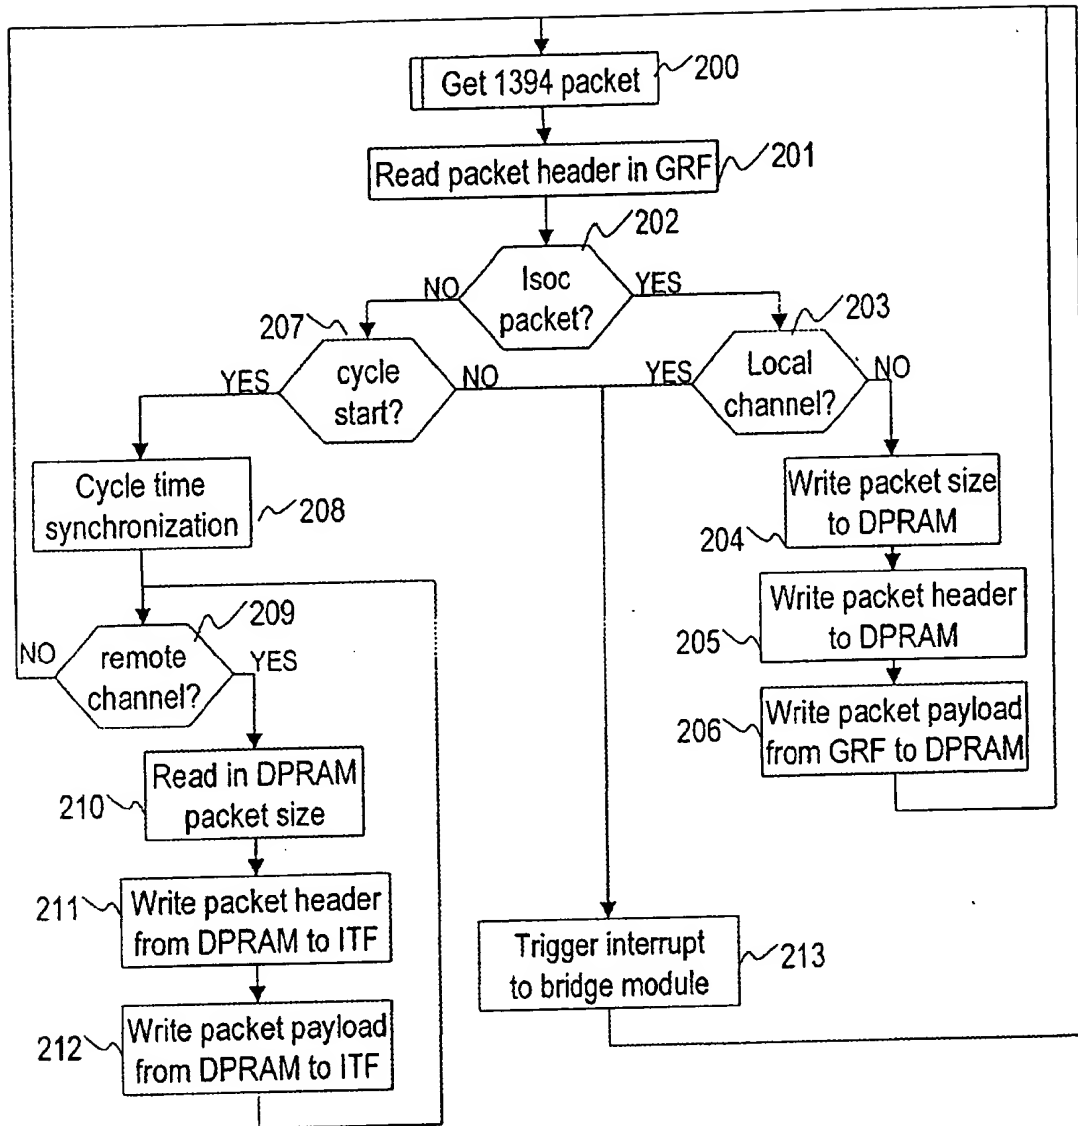 Get 1394 packet
200
Read packet header in GRF
201
202
Isoc
packet?
NO
YES
207
203
cycle
start?
YES
NO
Local
channel?
YES
NO
Cycle time
synchronization
208
Write packet size
to DPRAM
204
Write packet header
to DPRAM
205
209
remote
channel?
NO
YES
Write packet payload
from GRF to DPRAM
206
Read in DPRAM
packet size
210
Write packet header
from DPRAM to ITF
211
Trigger interrupt
to bridge module
213
Write packet payload
from DPRAM to ITF
212